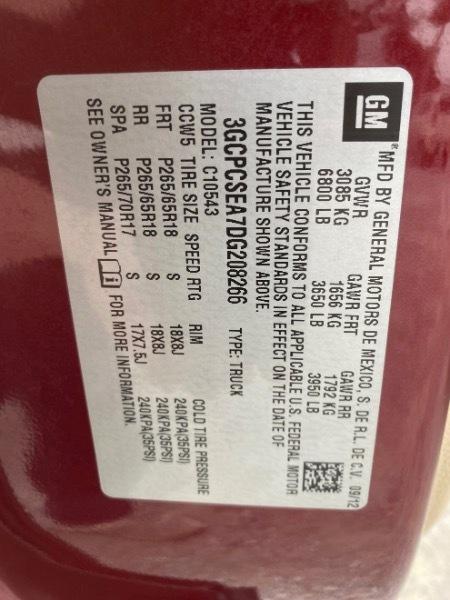 GM
MFD BY GENERAL MOTORS DE MEXICO, S. DE R.L. DE C.V. 09/12
GVWR GAWR FRT GAWR RR
3085 KG 1656 KG 1792 KG
6800 LB 3650 LB 3950 LB
THIS VEHICLE CONFORMS TO ALL APPLICABLE U.S. FEDERAL MOTOR
VEHICLE SAFETY STANDARDS IN EFFECT ON THE DATE OF
MANUFACTURE SHOWN ABOVE.
3GCPCSEA7DG208266 TYPE: TRUCK
MODEL: C10543
CCW5 TIRE SIZE SPEED RTG RIM COLD TIRE PRESSURE
FRT P265/65R18 S 18X8J 240KPA(35PSI)
RR P265/65R18 S 18X8J 240KPA(35PSI)
SPA P265/70R17 S 17X7.5J 240KPA(35PSI)
SEE OWNER'S MANUAL i FOR MORE INFORMATION.